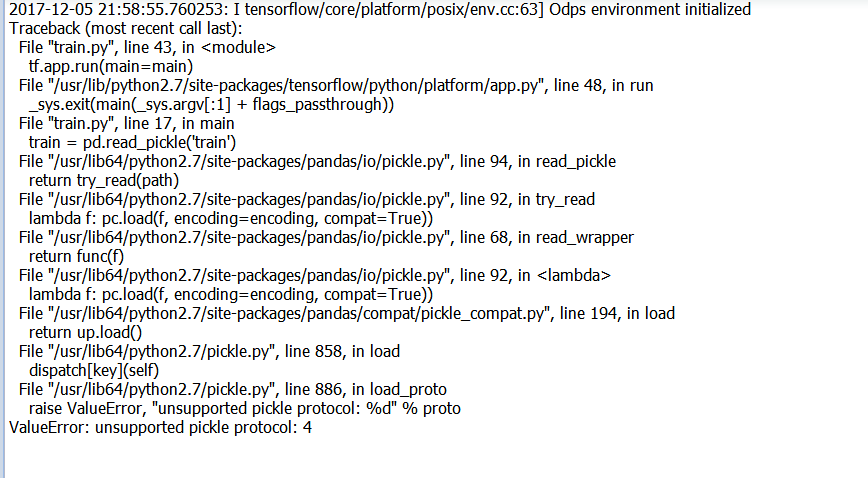 2017-12-05 21:58:55.760253: I tensorflow/core/platform/posix/env.cc:63] Odps environment initialized
Traceback (most recent call last):
File "train.py", line 43, in <module>
tf.app.run(main=main)
File "/usr/lib/python2.7/site-packages/tensorflow/python/platform/app.py", line 48, in run
_sys.exit(main(_sys.argv[:1] + flags_passthrough))
File "train.py", line 17, in main
train = pd.read_pickle('train')
File "/usr/lib64/python2.7/site-packages/pandas/io/pickle.py", line 94, in read_pickle
return try_read(path)
File "/usr/lib64/python2.7/site-packages/pandas/io/pickle.py", line 92, in try_read
lambda f: pc.load(f, encoding=encoding, compat=True))
File "/usr/lib64/python2.7/site-packages/pandas/io/pickle.py", line 68, in read_wrapper
return func(f)
File "/usr/lib64/python2.7/site-packages/pandas/io/pickle.py", line 92, in <lambda>
lambda f: pc.load(f, encoding=encoding, compat=True))
File "/usr/lib64/python2.7/site-packages/pandas/compat/pickle_compat.py", line 194, in load
return up.load()
File "/usr/lib64/python2.7/pickle.py", line 858, in load
dispatch[key](self)
File "/usr/lib64/python2.7/pickle.py", line 886, in load_proto
raise ValueError, "unsupported pickle protocol: %d" % proto
ValueError: unsupported pickle protocol: 4